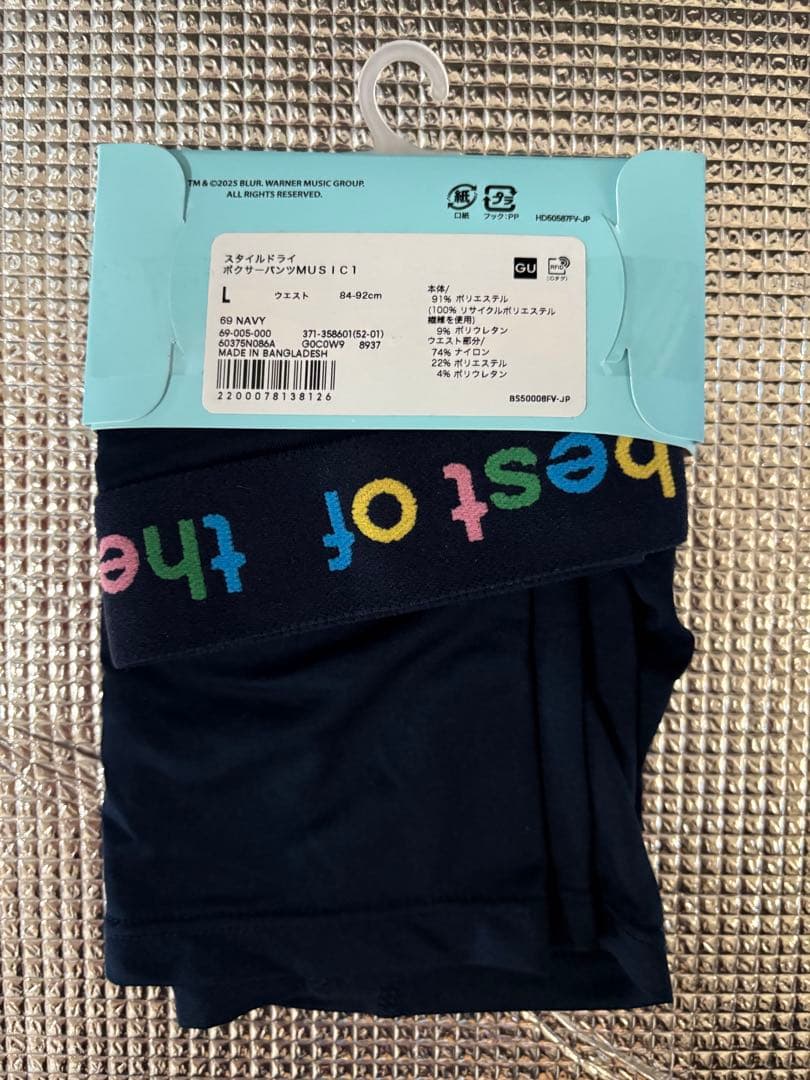 TM & ©2025 BLUR. WARNER MUSIC GROUP.
ALL RIGHTS RESERVED.
紙
口紙
プラ
フック:PP
HD50587FV-JP
スタイルドライ
ボクサーパンツMUSIC1
L ウエスト 84-92cm
69 NAVY
69-005-000 371-358601(52-01)
60375N086A G0C0W9 8937
MADE IN BANGLADESH
2200078138126
GU
RFID
本体/
91% ポリエステル
(100% リサイクルポリエステル
繊維を使用)
9% ポリウレタン
ウエスト部分/
74% ナイロン
22% ポリエステル
4% ポリウレタン
BS50008FV-JP
best of the